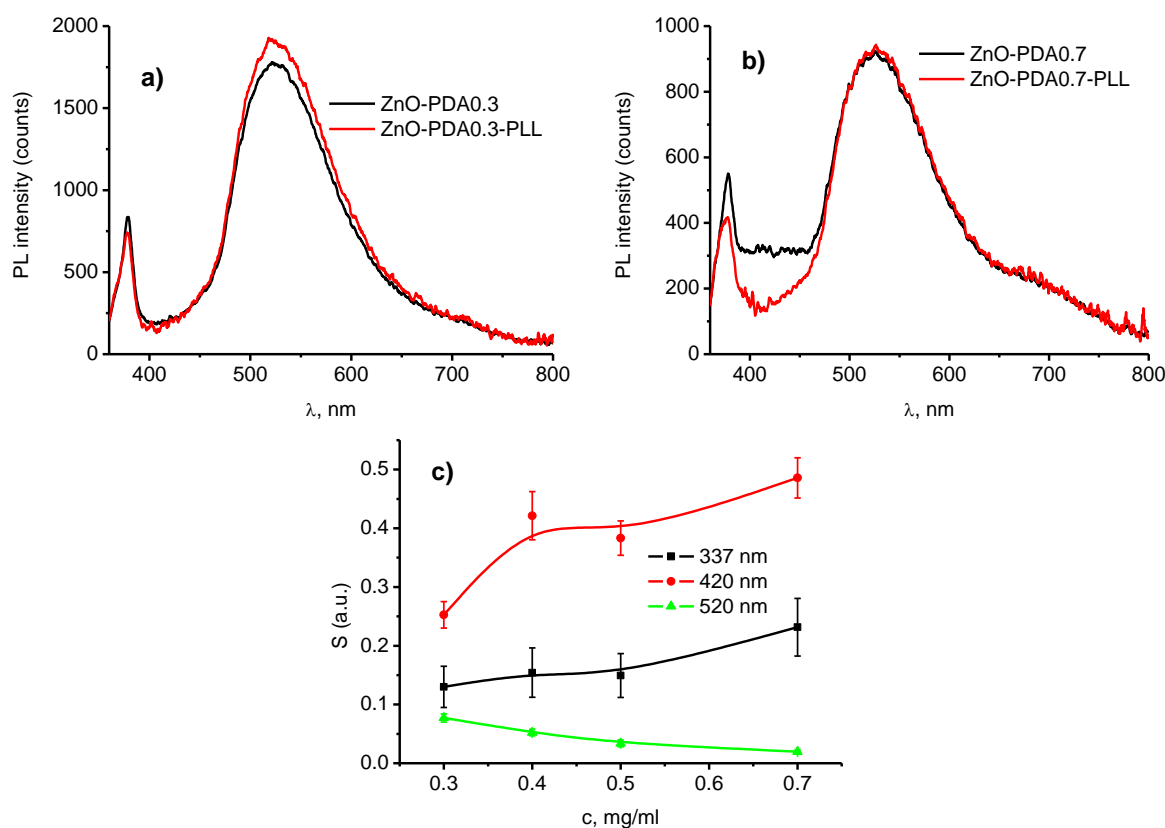 a)
ZnO-PDA0.3
ZnO-PDA0.3-PLL
PL intensity (counts)
2000
1500
1000
500
0
400
500
600
700
800
λ, nm
b)
ZnO-PDA0.7
ZnO-PDA0.7-PLL
PL intensity (counts)
1000
800
600
400
200
0
400
500
600
700
800
λ, nm
c)
337 nm
420 nm
520 nm
S (a.u.)
0.5
0.4
0.3
0.2
0.1
0.0
0.3
0.4
0.5
0.6
0.7
c, mg/ml